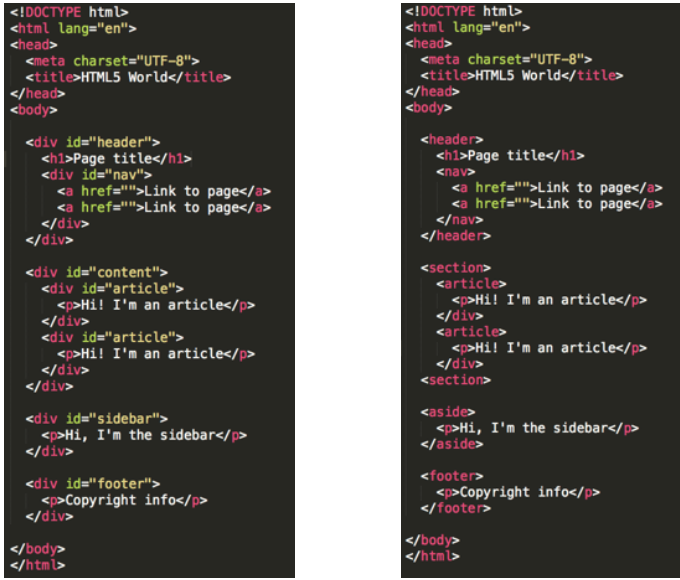 <!DOCTYPE html>
<html lang="en">
<head>
  <meta charset="UTF-8">
  <title>HTML5 World</title>
</head>
<body>

  <div id="header">
    <h1>Page title</h1>
    <div id="nav">
      <a href="">Link to page</a>
      <a href="">Link to page</a>
    </div>
  </div>

  <div id="content">
    <div id="article">
      <p>Hi! I'm an article</p>
    </div>
    <div id="article">
      <p>Hi! I'm an article</p>
    </div>
  </div>

  <div id="sidebar">
    <p>Hi, I'm the sidebar</p>
  </div>

  <div id="footer">
    <p>Copyright info</p>
  </div>

</body>
</html>

<!DOCTYPE html>
<html lang="en">
<head>
  <meta charset="UTF-8">
  <title>HTML5 World</title>
</head>
<body>

  <header>
    <h1>Page title</h1>
    <nav>
      <a href="">Link to page</a>
      <a href="">Link to page</a>
    </nav>
  </header>

  <section>
    <article>
      <p>Hi! I'm an article</p>
    </div>
    <article>
      <p>Hi! I'm an article</p>
    </div>
  <section>

  <aside>
    <p>Hi, I'm the sidebar</p>
  </aside>

  <footer>
    <p>Copyright info</p>
  </footer>

</body>
</html>